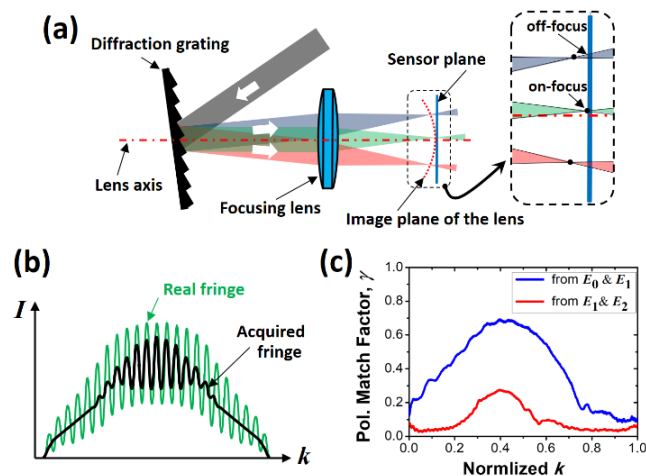 (a)
Diffraction grating
Lens axis
Focusing lens
Sensor plane
Image plane of the lens
off-focus
on-focus
(b)
I
Real fringe
Acquired
fringe
k
(c)
Pol. Match Factor, γ
1.0
0.8
0.6
0.4
0.2
0.0
from E0 & E1
from E1& E2
0.0 0.2 0.4 0.6 0.8 1.0
Normlized k